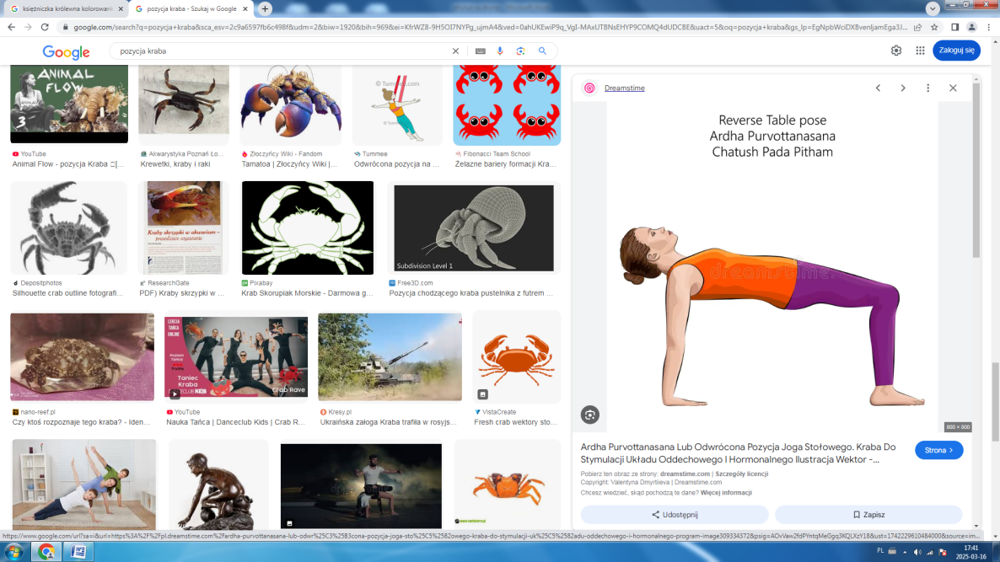 księżniczka królewna kolorowank
pozycja kraba - Szukaj w Google
google.com/search?q=pozycja+kraba&sca_esv=2c9a6597fb6c498f&udm=2&biw=1920&bih=969&ei=KfrWZ8-9H5OI7NYPg_ujmA4&ved=0ahUKEwiP9q_VgI-MAxUTBNsEHYP9COMQ4dUDCBE&uact=5&oq=pozycja+kraba&gs_lp=EgNpbWciDXBvenljamEga3J...
Google
pozycja kraba
Zaloguj się
ANIMAL
FLOW
3
© Tummee.com
YouTube
Animal Flow - pozycja Kraba
Akwarystyka Poznań Ło...
Krewetki, kraby i raki
Złoczyńcy Wiki - Fandom
Tamatoa | Złoczyńcy Wiki |...
Tummee
Odwrócona pozycja na ...
Fibonacci Team School
Żelazne bariery formacji Kra...
Kraby skrzypki w akwarium –
prawdziwe wyzwanie
Subdivision Level 1
Depositphotos
Silhouette crab outline fotografi...
ResearchGate
PDF) Kraby skrzypki w ...
Pixabay
Krab Skorupiak Morskie - Darmowa g...
Free3D.com
Pozycja chodzącego kraba pustelnika z futrem ...
LEKCJA
TAŃCA
ONLINE
Poziom
Tańca
Taniec
Kraba
DANCECLUB KIDS
Crab Rave
nano-reef.pl
Czy ktoś rozpoznaje tego kraba? - Iden...
YouTube
Nauka Tańca | Danceclub Kids | Crab R...
Kresy.pl
Ukraińska załoga Kraba trafiła w rosyjs...
VistaCreate
Fresh crab wektory sto...
Dreamstime
Reverse Table pose
Ardha Purvottanasana
Chatush Pada Pitham
dreamstime
800 × 800
Ardha Purvottanasana Lub Odwrócona Pozycja Joga Stołowego. Kraba Do
Stymulacji Układu Oddechowego I Hormonalnego Ilustracja Wektor -...
Strona
Pobierz ten obraz ze strony: dreamstime.com | Szczegóły licencji
Copyright: Valentyna Dmytriieva | Dreamstime.com
Chcesz wiedzieć, skąd pochodzą te dane? Więcej informacji
Udostępnij
Zapisz
https://www.google.com/url?sa=i&url=https%3A%2F%2Fpl.dreamstime.com%2Fardha-purvottanasana-lub-odwr%25C3%25B3cona-pozycja-joga-sto%25C5%2582owego-kraba-do-stymulacji-uk%25C5%2582adu-oddechowego-i-hormonalnego-program-image309334372&psig=AOvVaw2fdPYntqMeGgq3KQLXzY18&ust=1742229610484000&source=im...
PL
17:41
2025-03-16